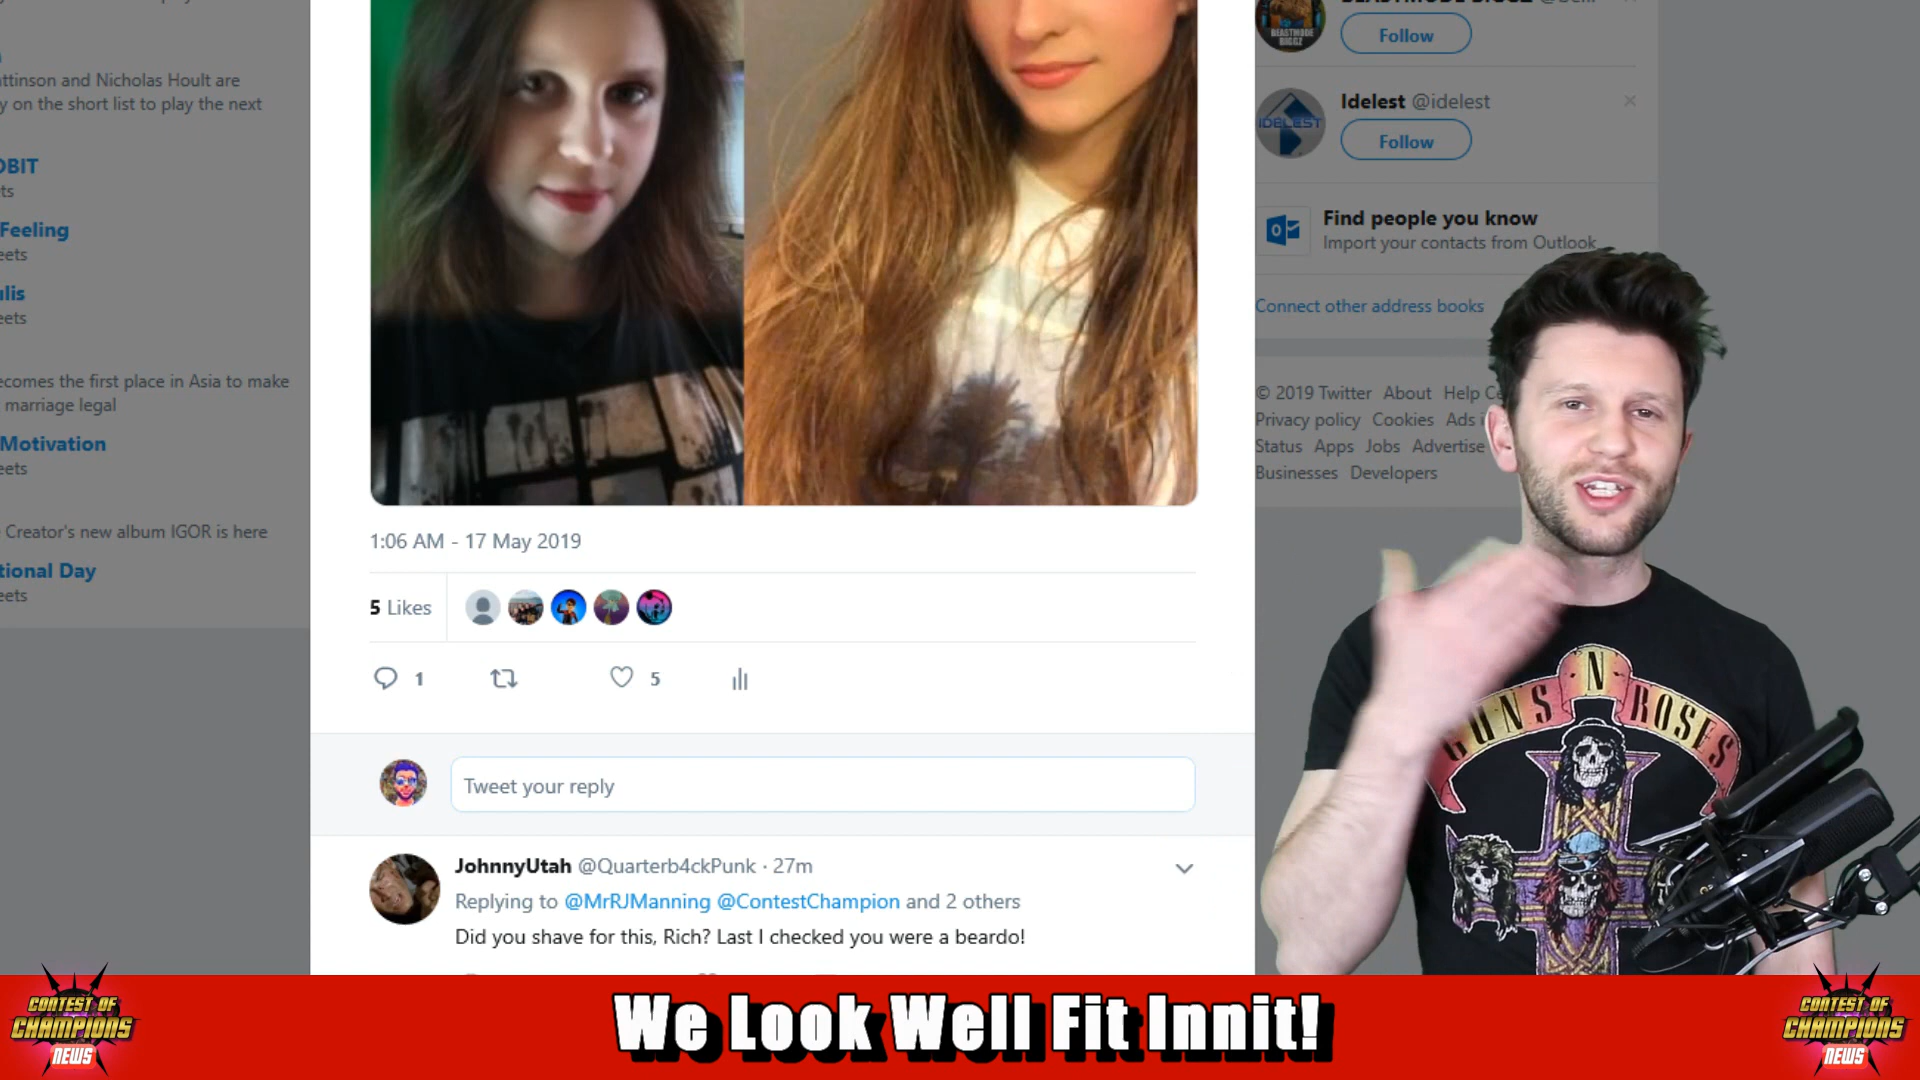 ttinson and Nicholas Hoult are
y on the short list to play the next
OBIT
ts
Feeling
eets
ulis
eets
ecomes the first place in Asia to make
marriage legal
Motivation
eets
Creator's new album IGOR is here
tional Day
eets
1:06 AM - 17 May 2019
5 Likes
1
5
Tweet your reply
JohnnyUtah @Quarterb4ckPunk · 27m
Replying to @MrRJManning @ContestChampion and 2 others
Did you shave for this, Rich? Last I checked you were a beardo!
BEASTMODE
BIGGZ
Follow
IDELEST
Idelest @idelest
Follow
Find people you know
Import your contacts from Outlook
Connect other address books
© 2019 Twitter About Help Ce
Privacy policy Cookies Ads i
Status Apps Jobs Advertise
Businesses Developers
GUNS N ROSES
CONTEST OF
CHAMPIONS
NEWS
We Look Well Fit Innit!
CONTEST OF
CHAMPIONS
NEWS